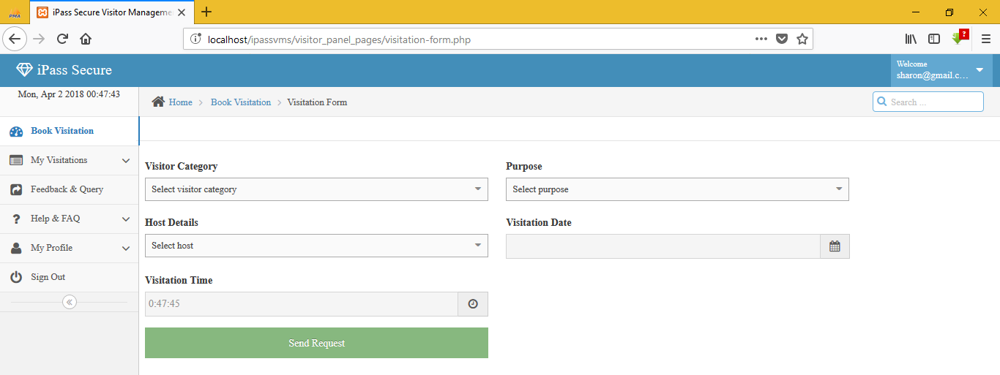 PMA
iPass Secure Visitor Manageme
localhost/ipassvms/visitor_panel_pages/visitation-form.php
?
iPass Secure
Welcome
sharon@gmail.c...
Mon, Apr 2 2018 00:47:43
Home
Book Visitation
Visitation Form
Search ...
Book Visitation
My Visitations
Feedback & Query
Help & FAQ
My Profile
Sign Out
Visitor Category
Purpose
Select visitor category
Select purpose
Host Details
Visitation Date
Select host
Visitation Time
0:47:45
Send Request